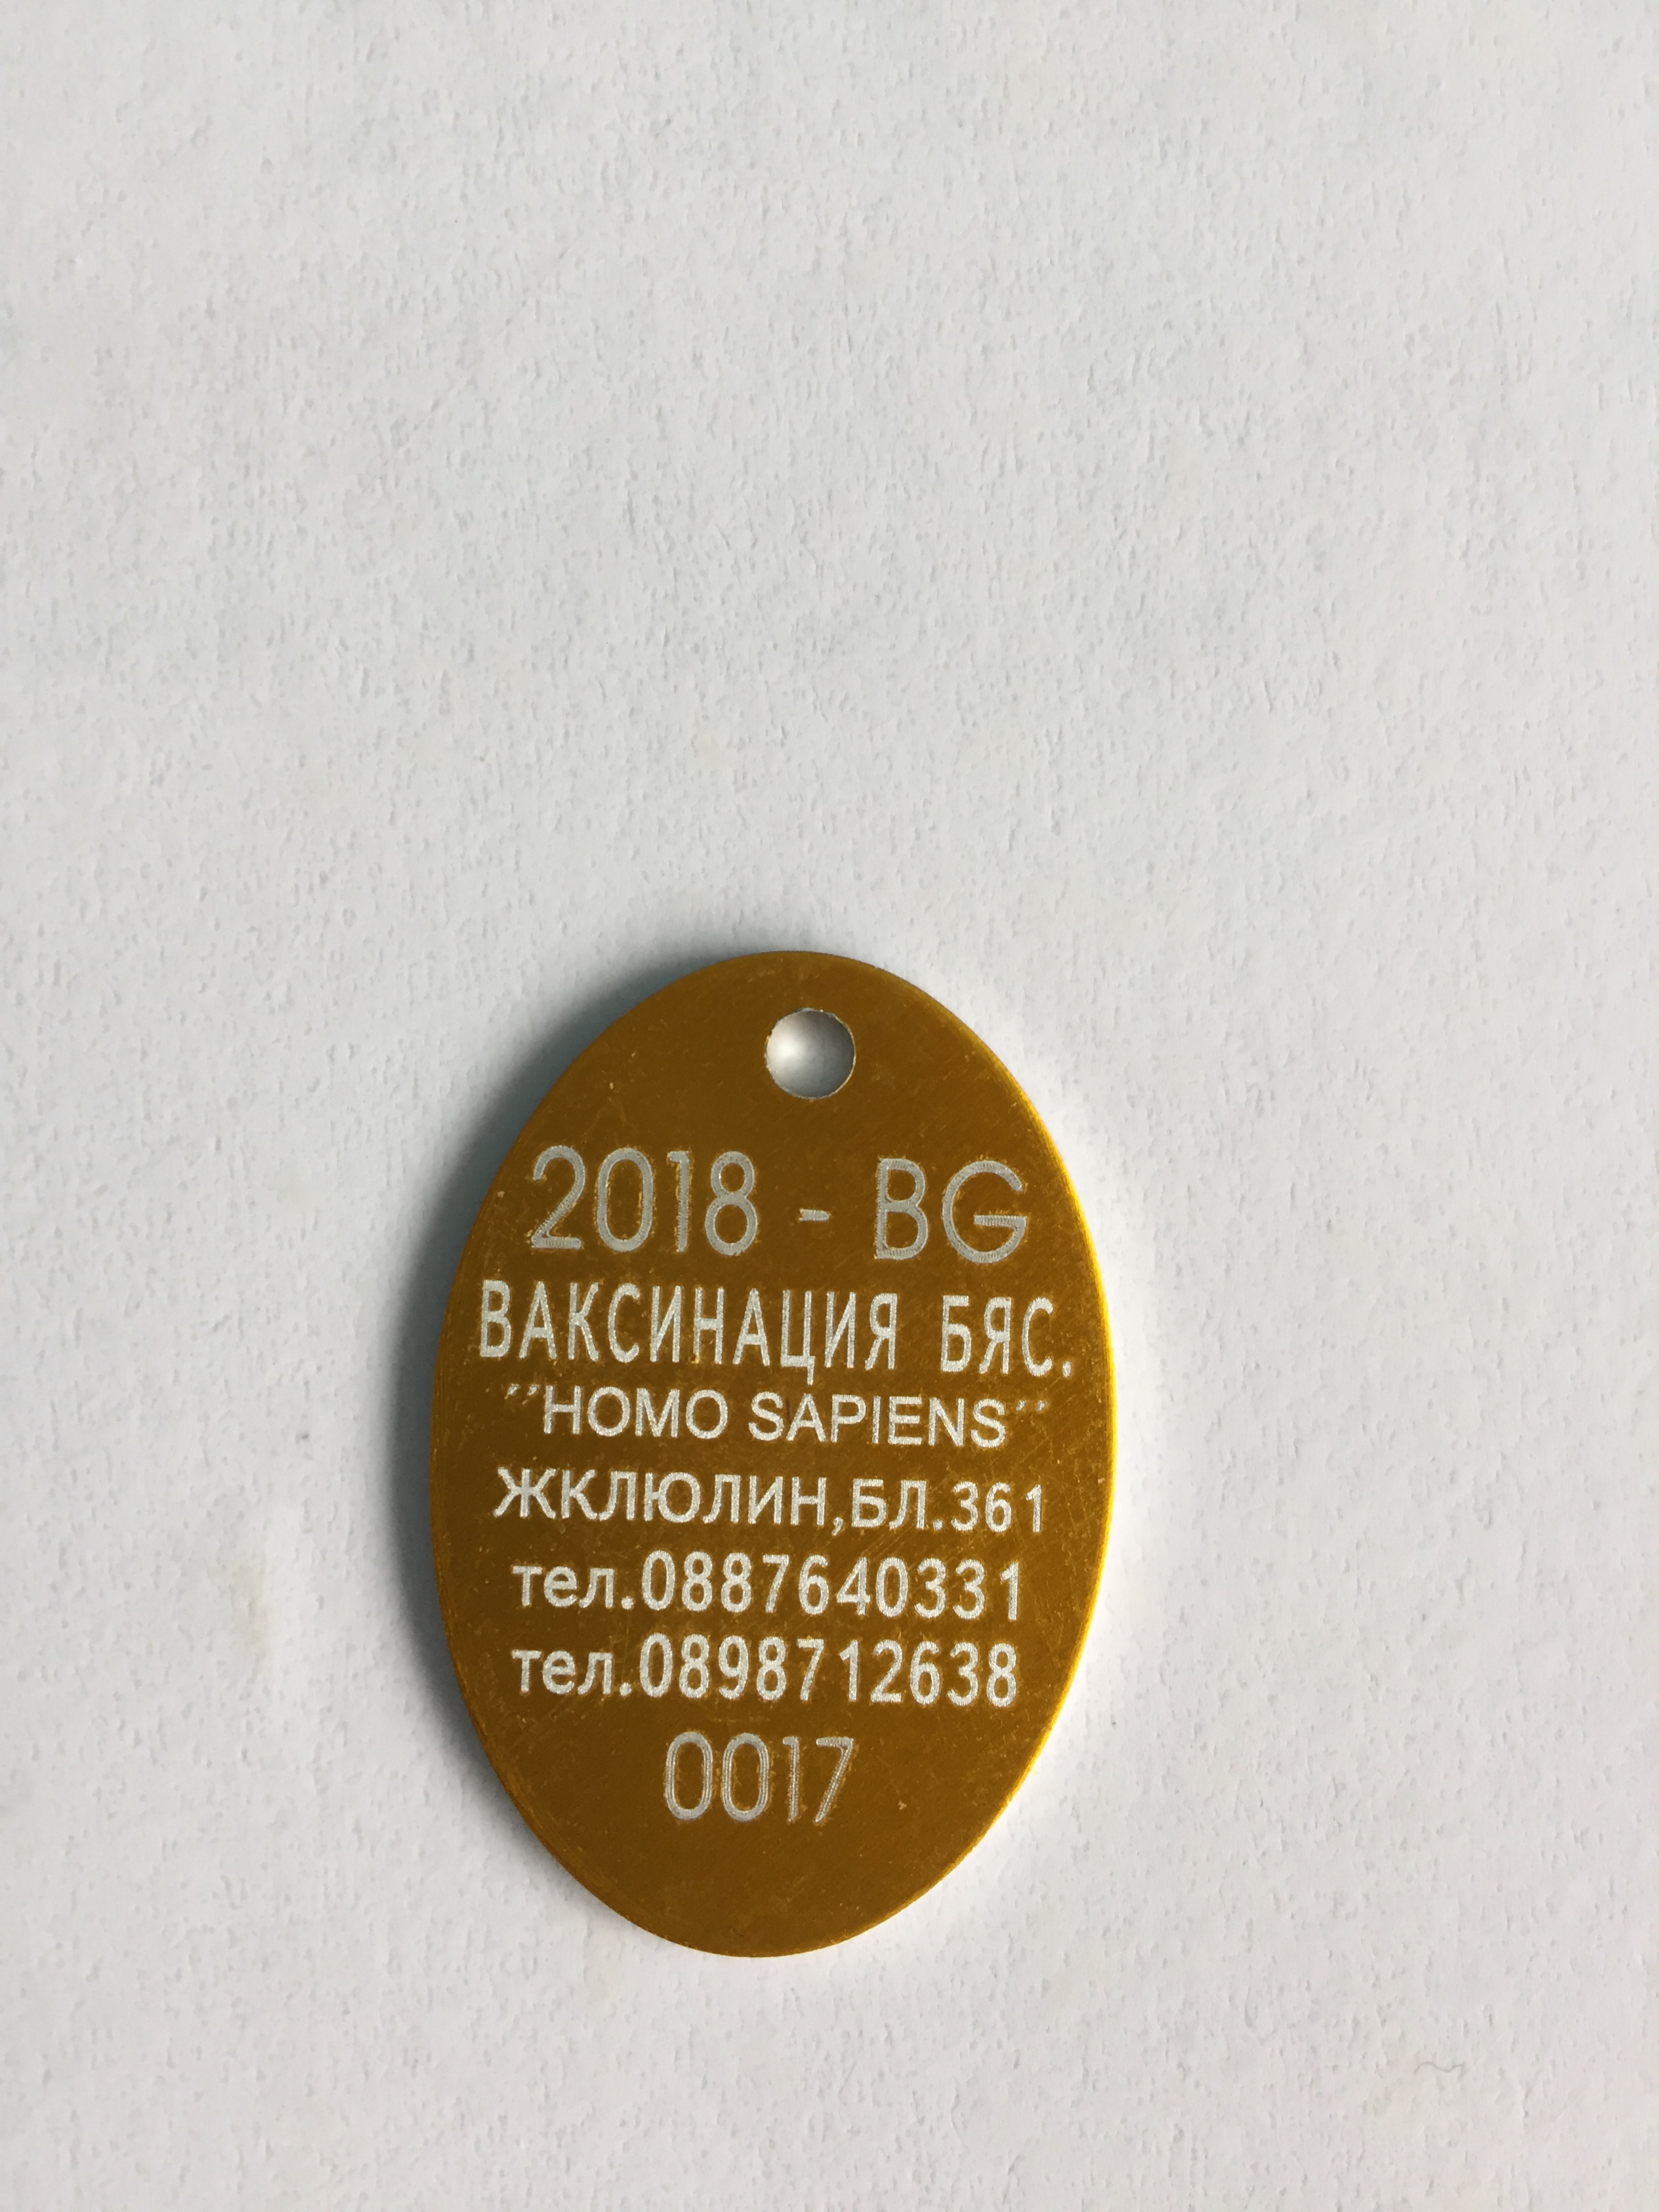 2018 - BG
ВАКСИНАЦИЯ БЯС.
"HOMO SAPIENS"
ЖКЛЮЛИН,БЛ.361
тел.0887640331
тел.0898712638
0017